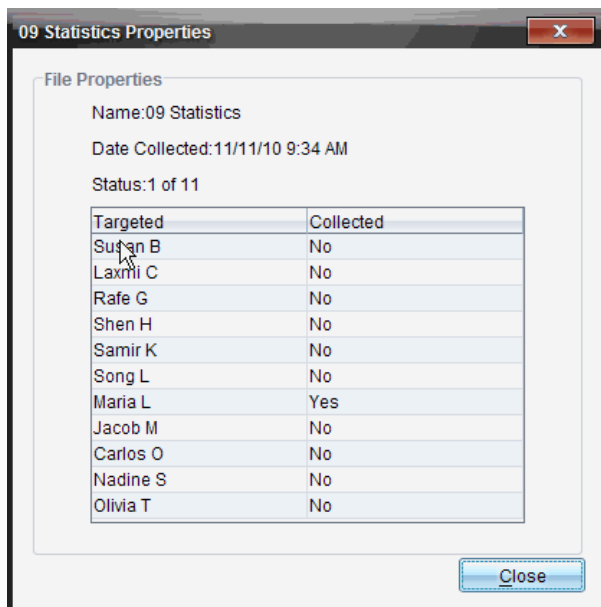 09 Statistics Properties
x
File Properties
Name:09 Statistics
Date Collected:11/11/10 9:34 AM
Status:1 of 11
Targeted Collected
Susan B No
Laxmi C No
Rafe G No
Shen H No
Samir K No
Song L No
Maria L Yes
Jacob M No
Carlos O No
Nadine S No
Olivia T No
Close